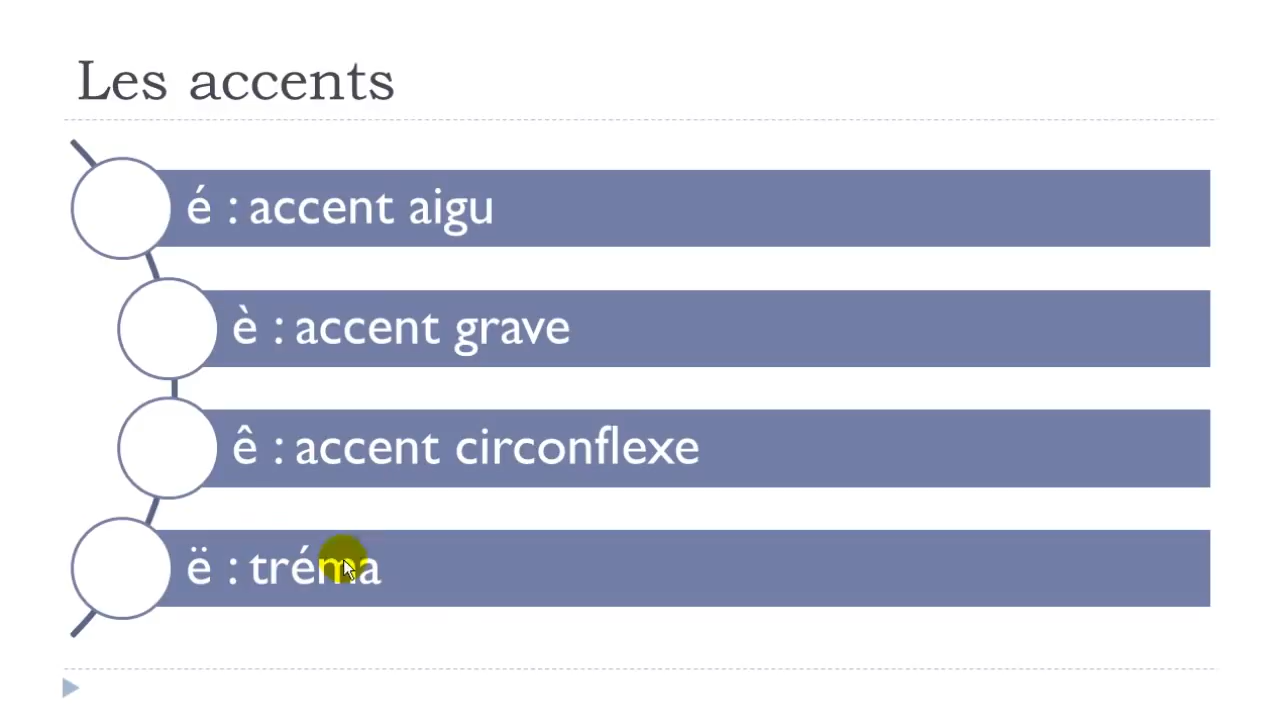 Les accents
é : accent aigu
è : accent grave
ê : accent circonflexe
ë : tréma